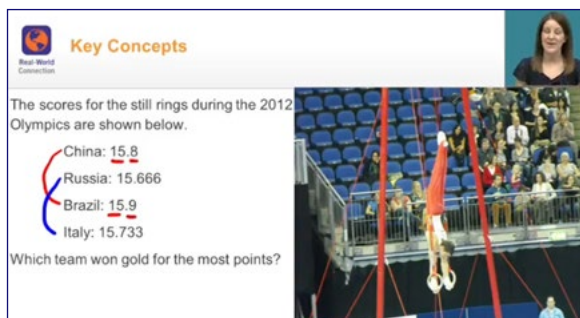 Key Concepts
Real-World
Connection
The scores for the still rings during the 2012
Olympics are shown below.
China: 15.8
Russia: 15.666
Brazil: 15.9
Italy: 15.733
Which team won gold for the most points?